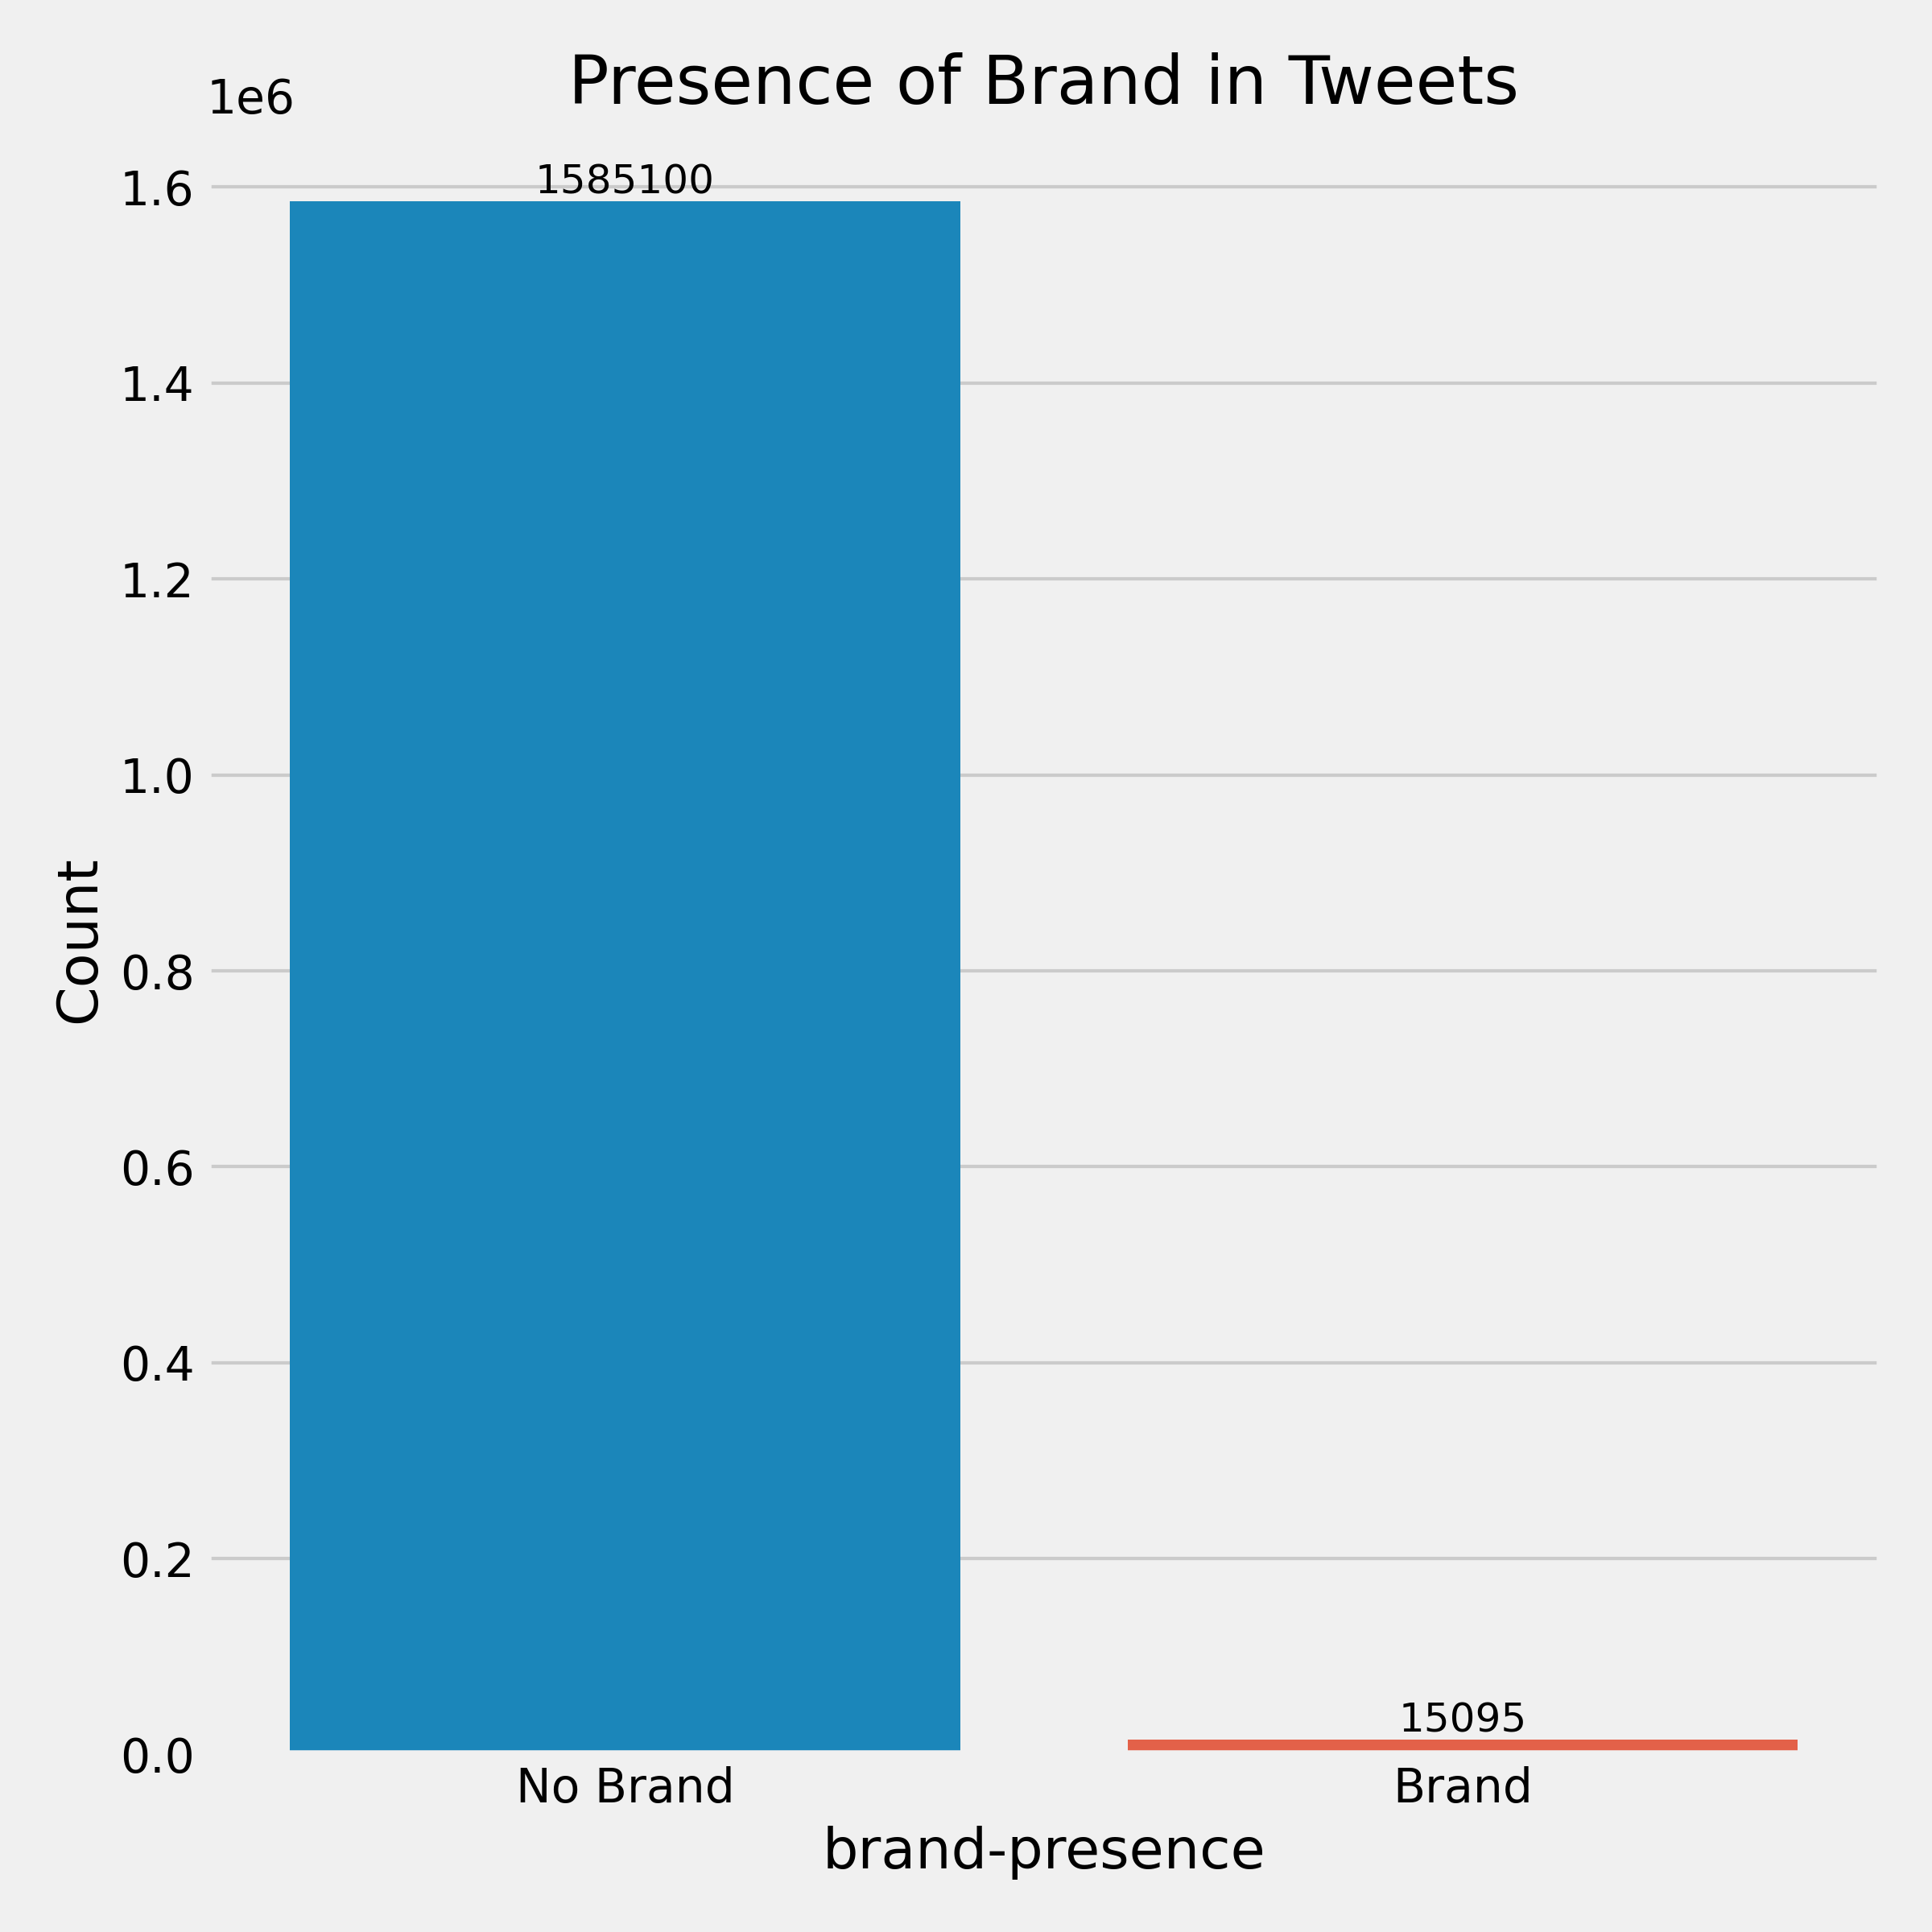 Presence of Brand in Tweets
1e6
1585100
1.6
1.4
1.2
1.0
0.8
0.6
0.4
0.2
0.0
Count
15095
No Brand
Brand
brand-presence